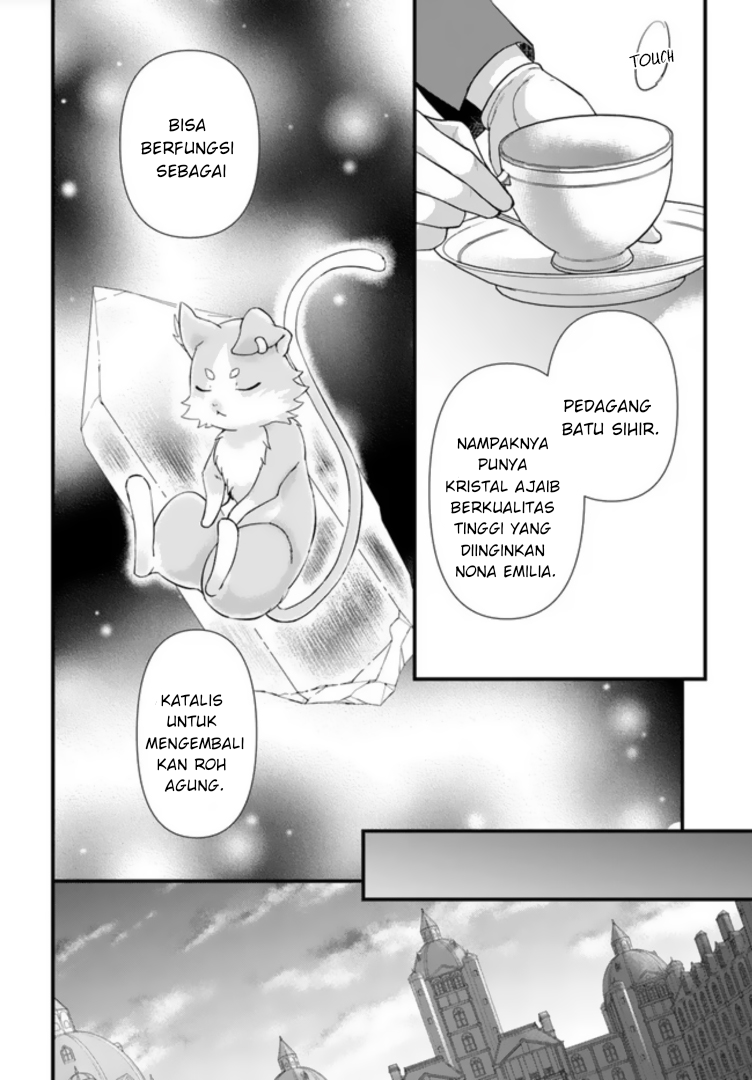 TOUCH
PEDAGANG
BATU SIHIR.
NAMPAKNYA
PUNYA
KRISTAL AJAIB
BERKUALITAS
TINGGI YANG
DIINGINKAN
NONA EMILIA.
BISA
BERFUNGSI
SEBAGAI
KATALIS
UNTUK
MENGEMBALI
KAN ROH
AGUNG.